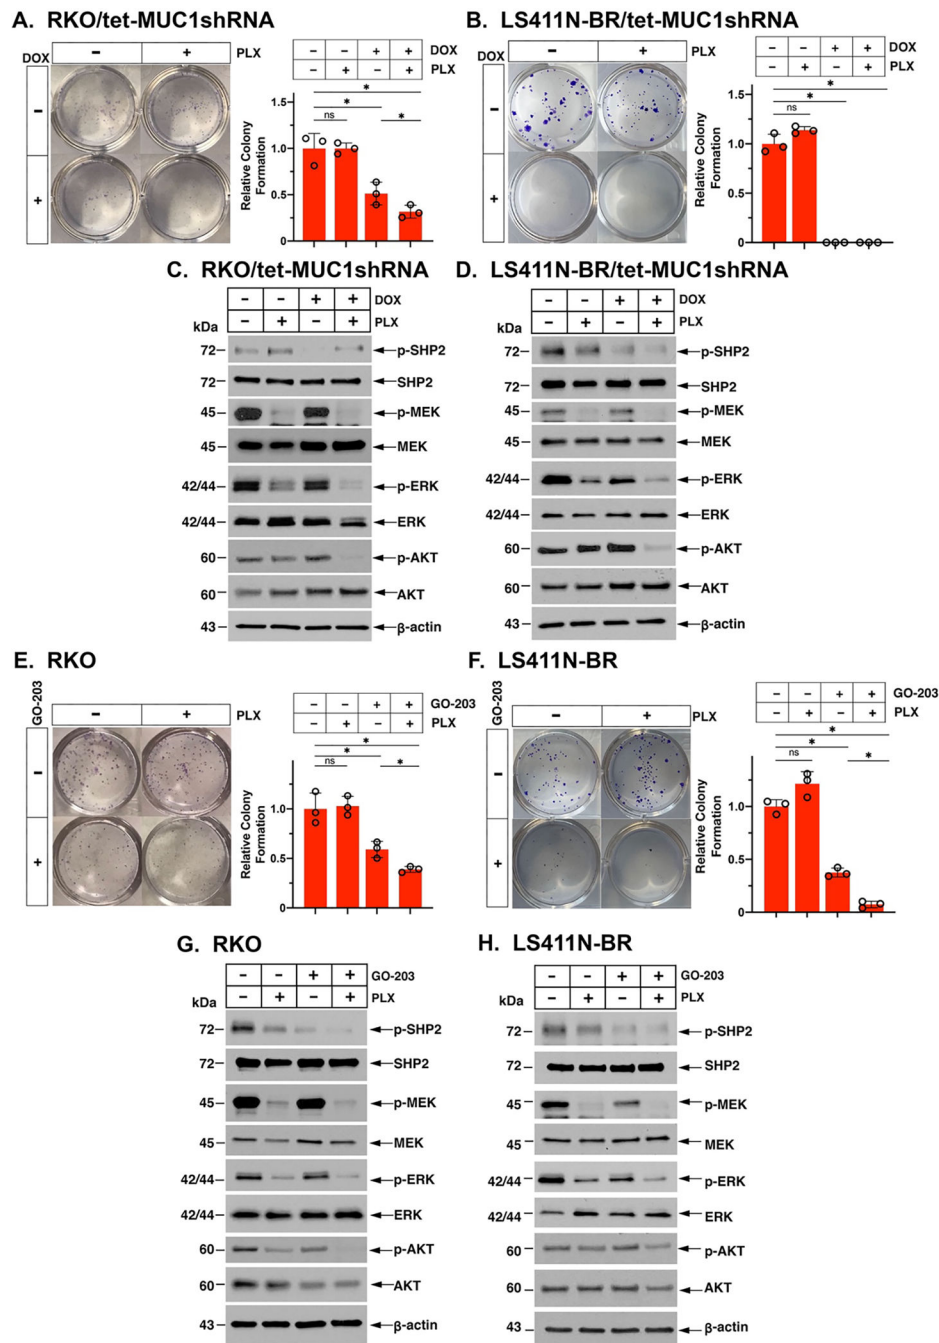 A. RKO/tet-MUC1shRNA
DOX - + PLX
-
+
- - + + DOX
- + - + PLX
Relative Colony Formation
1.5
1.0
0.5
0
*
*
ns
*
B. LS411N-BR/tet-MUC1shRNA
DOX - + PLX
-
+
- - + + DOX
- + - + PLX
Relative Colony Formation
1.5
1.0
0.5
0
*
*
ns
C. RKO/tet-MUC1shRNA
- - + + DOX
kDa - + - + PLX
72 p-SHP2
72 SHP2
45 p-MEK
45 MEK
42/44 p-ERK
42/44 ERK
60 p-AKT
60 AKT
43 β-actin
D. LS411N-BR/tet-MUC1shRNA
- - + + DOX
kDa - + - + PLX
72 p-SHP2
72 SHP2
45 p-MEK
45 MEK
42/44 p-ERK
42/44 ERK
60 p-AKT
60 AKT
43 β-actin
E. RKO
GO-203 - + PLX
-
+
- - + + GO-203
- + - + PLX
Relative Colony Formation
1.5
1.0
0.5
0
*
*
ns
*
F. LS411N-BR
GO-203 - + PLX
-
+
- - + + GO-203
- + - + PLX
Relative Colony Formation
1.5
1.0
0.5
0
*
*
ns
*
G. RKO
- - + + GO-203
kDa - + - + PLX
72 p-SHP2
72 SHP2
45 p-MEK
45 MEK
42/44 p-ERK
42/44 ERK
60 p-AKT
60 AKT
43 β-actin
H. LS411N-BR
- - + + GO-203
kDa - + - + PLX
72 p-SHP2
72 SHP2
45 p-MEK
45 MEK
42/44 p-ERK
42/44 ERK
60 p-AKT
60 AKT
43 β-actin